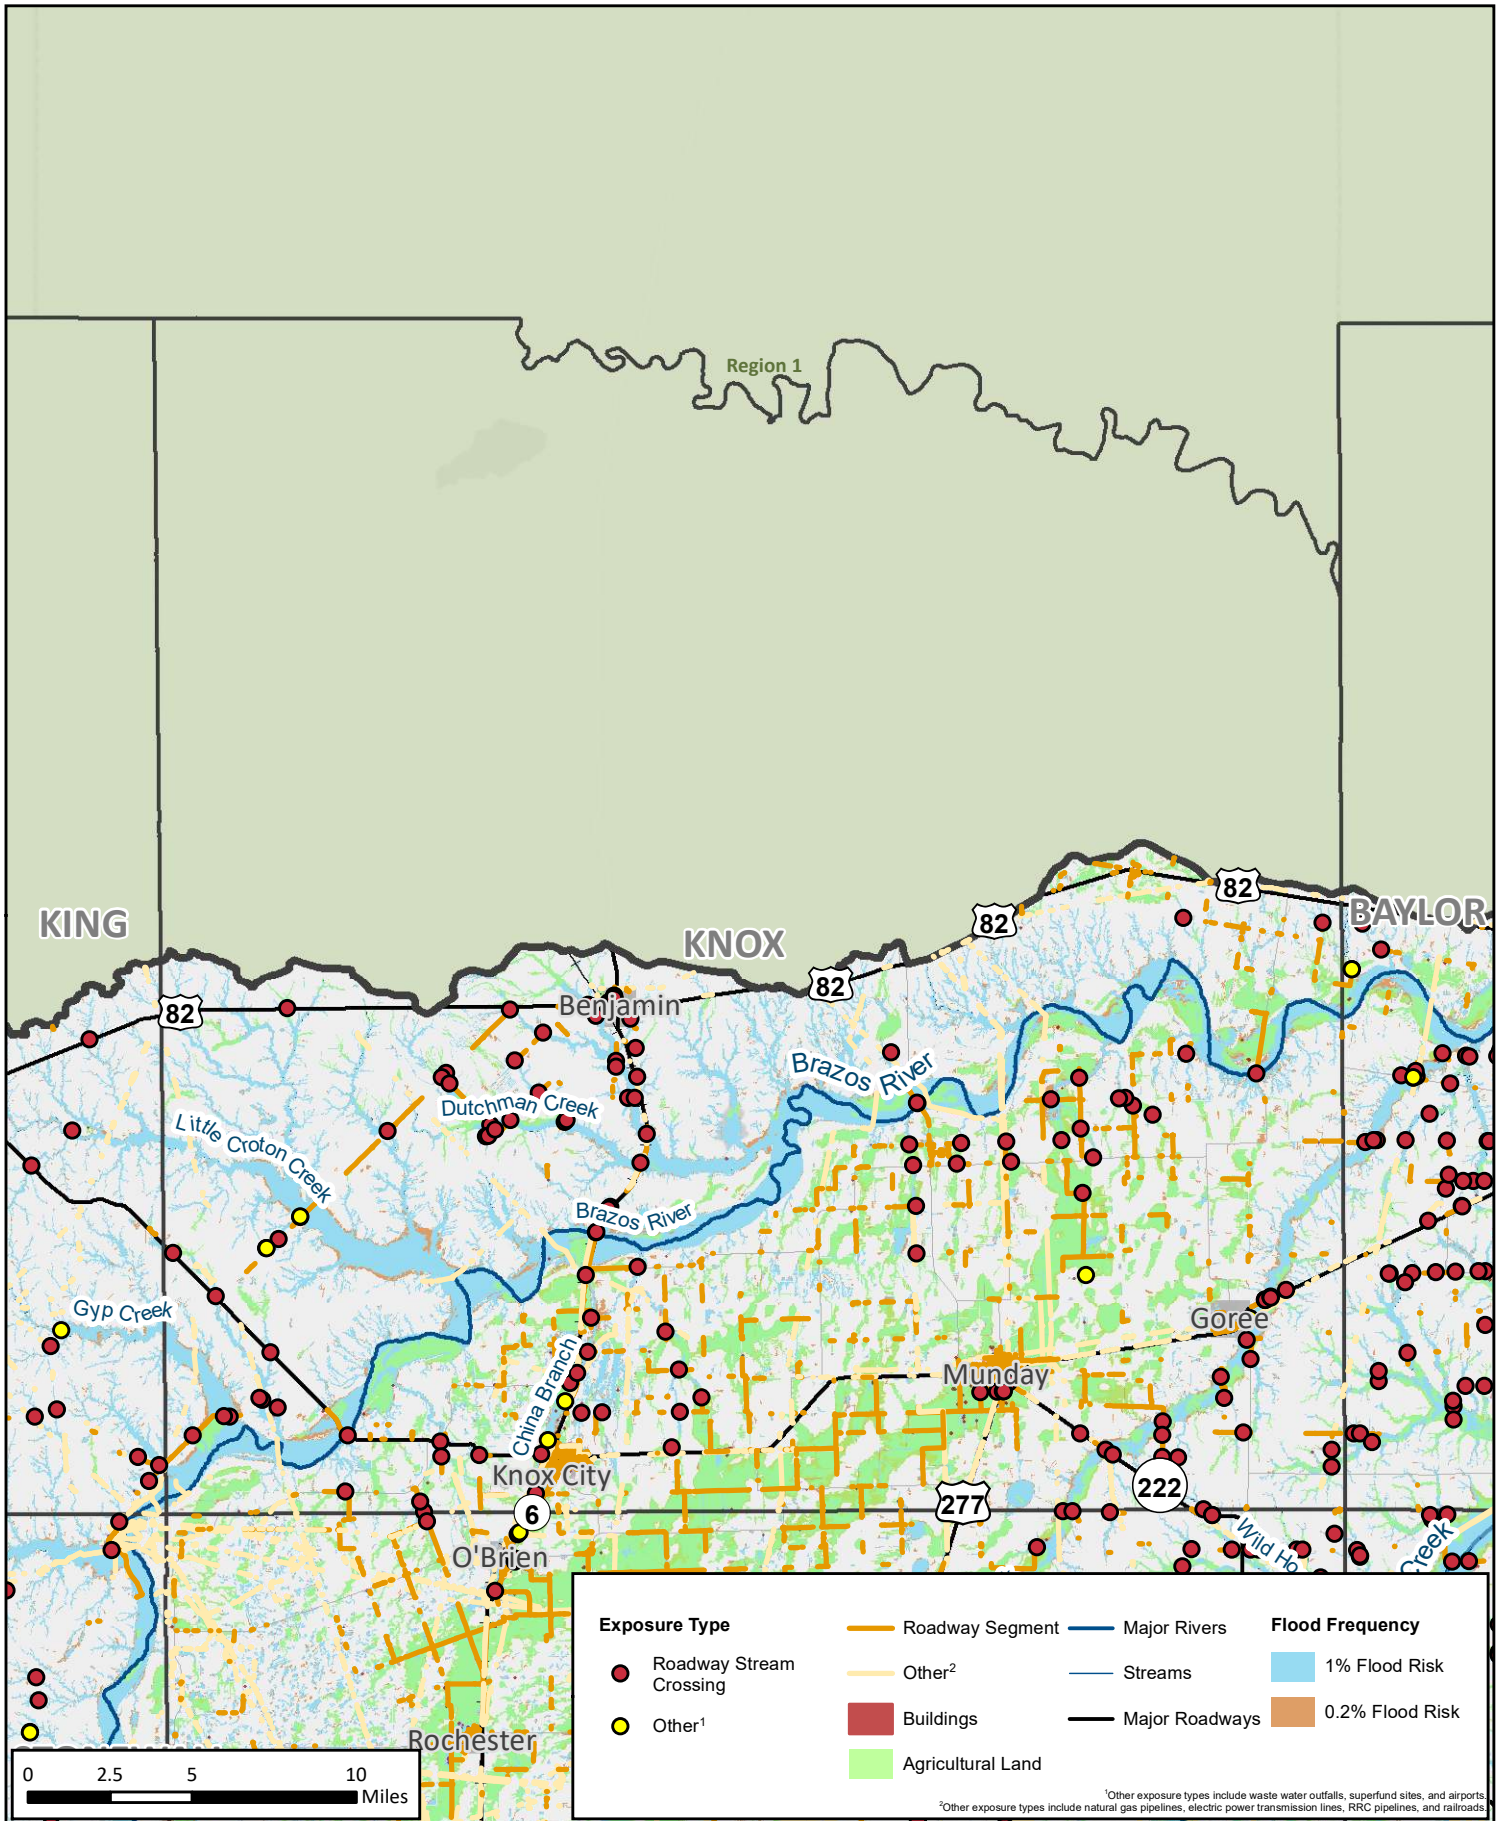 Region 1
KING
KNOX
BAYLOR
82
82
82
82
Benjamin
Brazos River
Dutchman Creek
Little Croton Creek
Brazos River
Gyp Creek
Goree
China Branch
Munday
Knox City
222
277
6
Wild Ho
Creek
O'Brien
Rochester
Exposure Type
Roadway Stream
Crossing
Other¹
Roadway Segment
Other²
Buildings
Agricultural Land
Major Rivers
Streams
Major Roadways
Flood Frequency
1% Flood Risk
0.2% Flood Risk
0 2.5 5 10
Miles
¹Other exposure types include waste water outfalls, superfund sites, and airports.
²Other exposure types include natural gas pipelines, electric power transmission lines, RRC pipelines, and railroads.